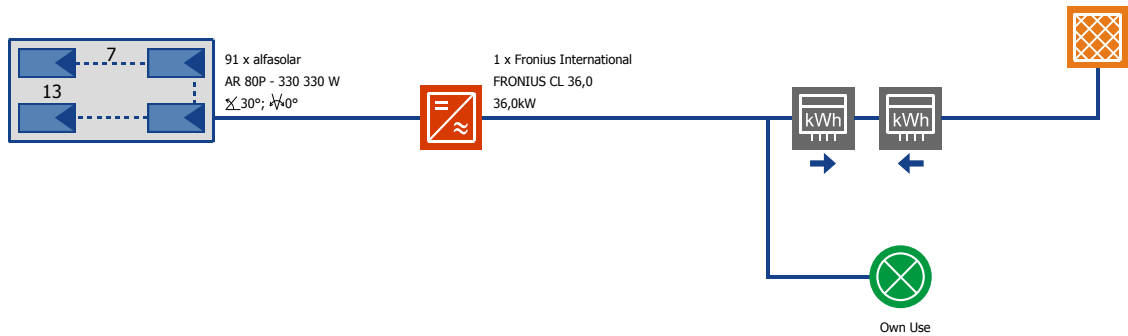 7
13
91 x alfasolar
AR 80P - 330 330 W
30°; 0°
1 x Fronius International
FRONIUS CL 36,0
36,0kW
kWh
kWh
Own Use